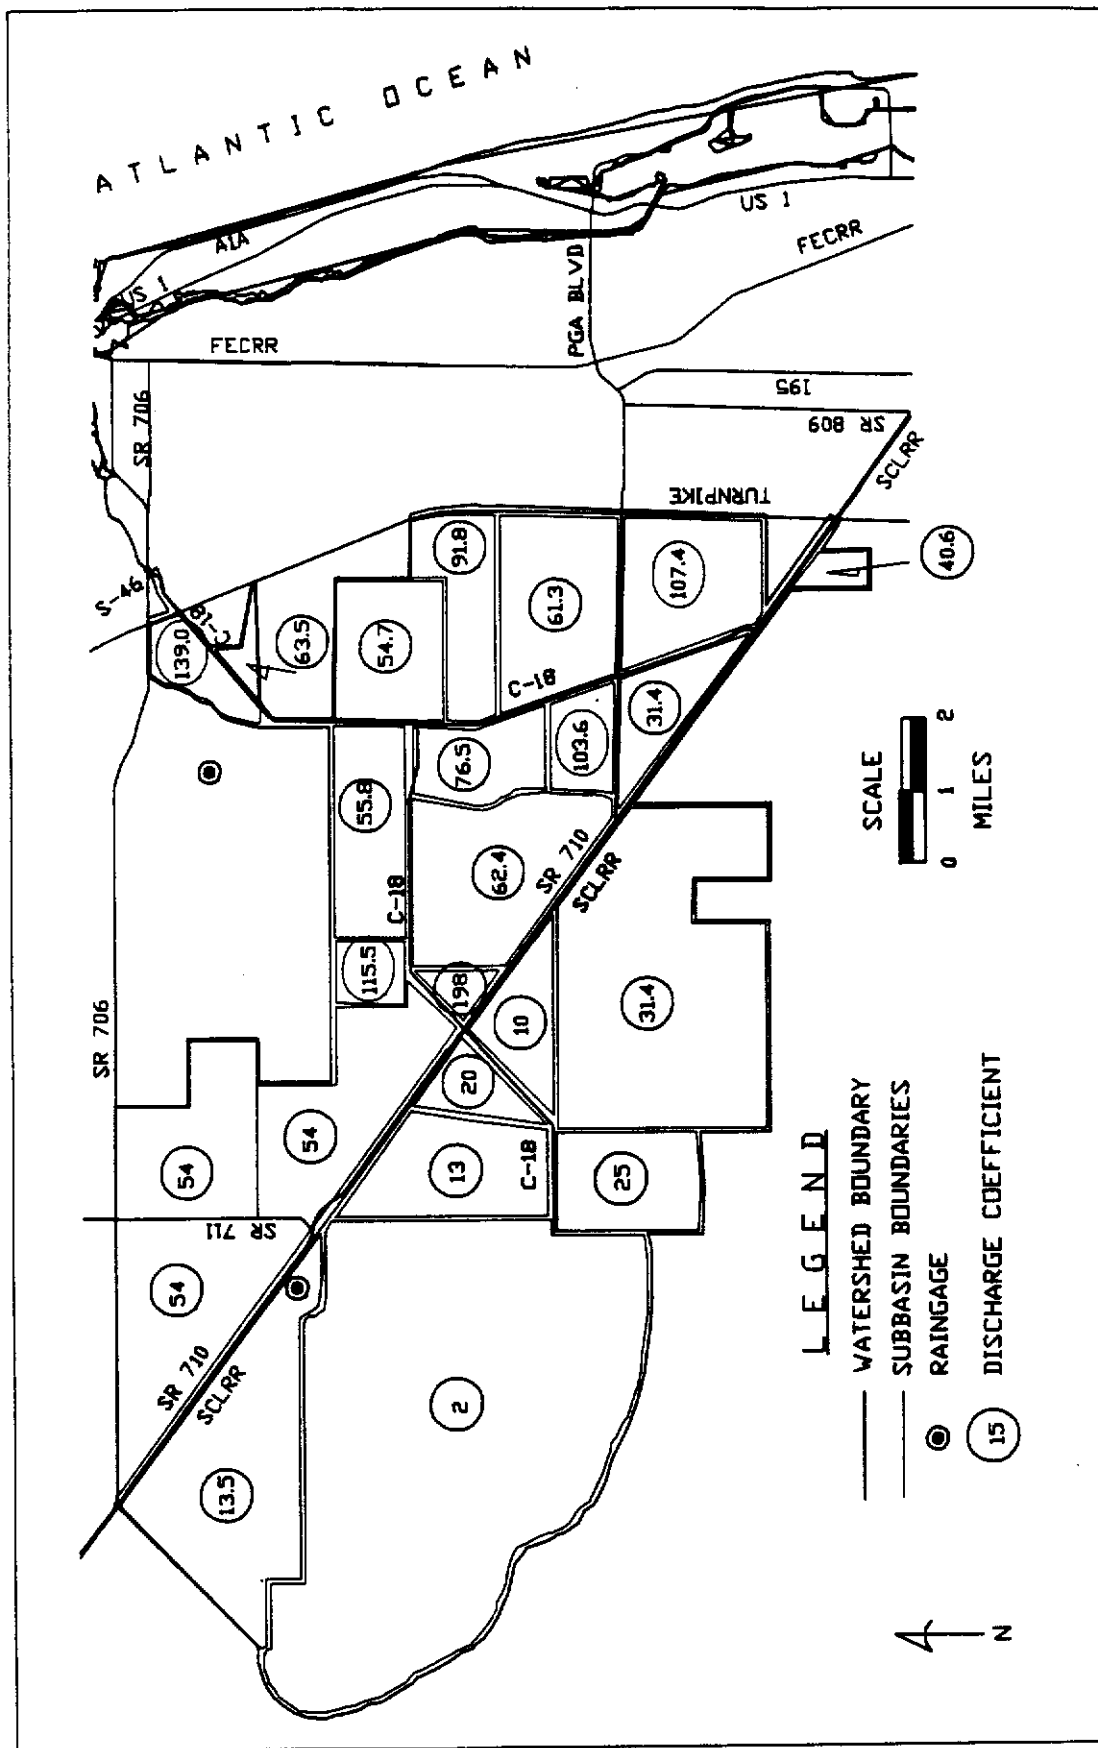 ATLANTIC OCEAN
A1A
US 1
FECRR
SR 706
S-46
C-18
139.0
63.5
54.7
91.8
61.3
107.4
TURNPIKE
PGA BLVD
US 1
FECRR
I95
SR 809
SCLRR
40.6
C-18
31.4
103.6
76.5
55.8
C-18
62.4
SR 710
SCLRR
115.5
198
10
31.4
SR 706
54
54
20
13
C-18
25
SR 711
54
SR 710
SCLRR
13.5
2
SCALE
0 1 2
MILES
LEGEND
WATERSHED BOUNDARY
SUBBASIN BOUNDARIES
RAINGAGE
15 DISCHARGE COEFFICIENT
N